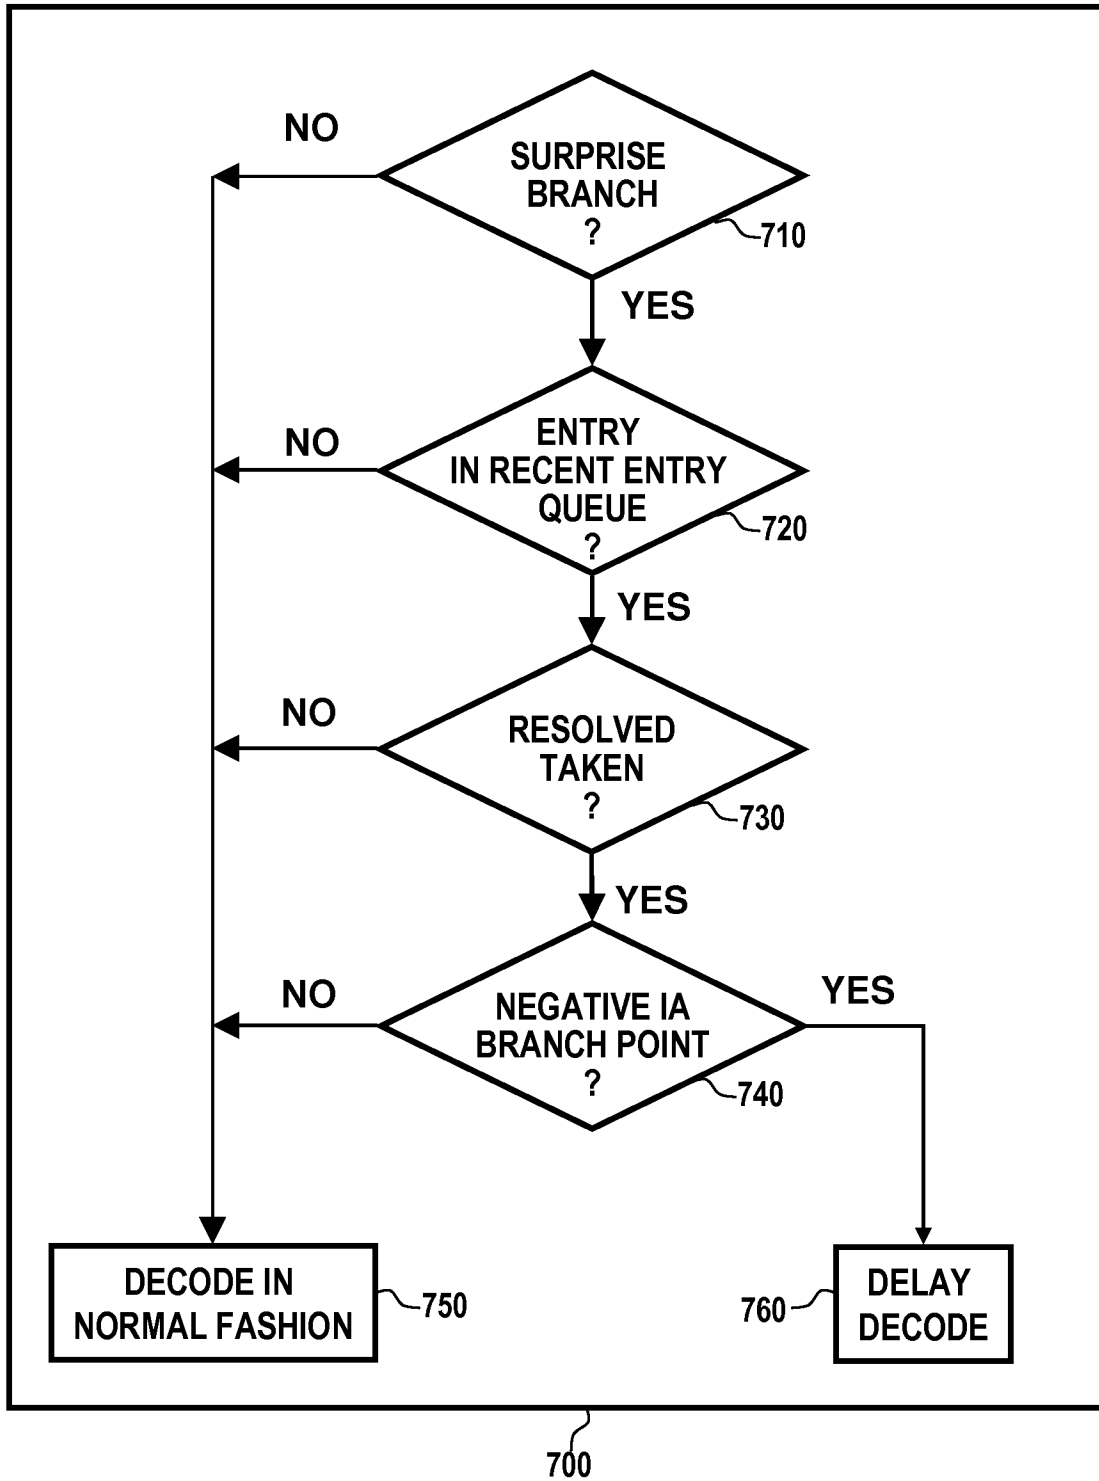 NO
SURPRISE
BRANCH
?
710
YES
NO
ENTRY
IN RECENT ENTRY
QUEUE
?
720
YES
NO
RESOLVED
TAKEN
?
730
YES
NO
NEGATIVE IA
BRANCH POINT
?
740
YES
DECODE IN
NORMAL FASHION
750
760
DELAY
DECODE
700